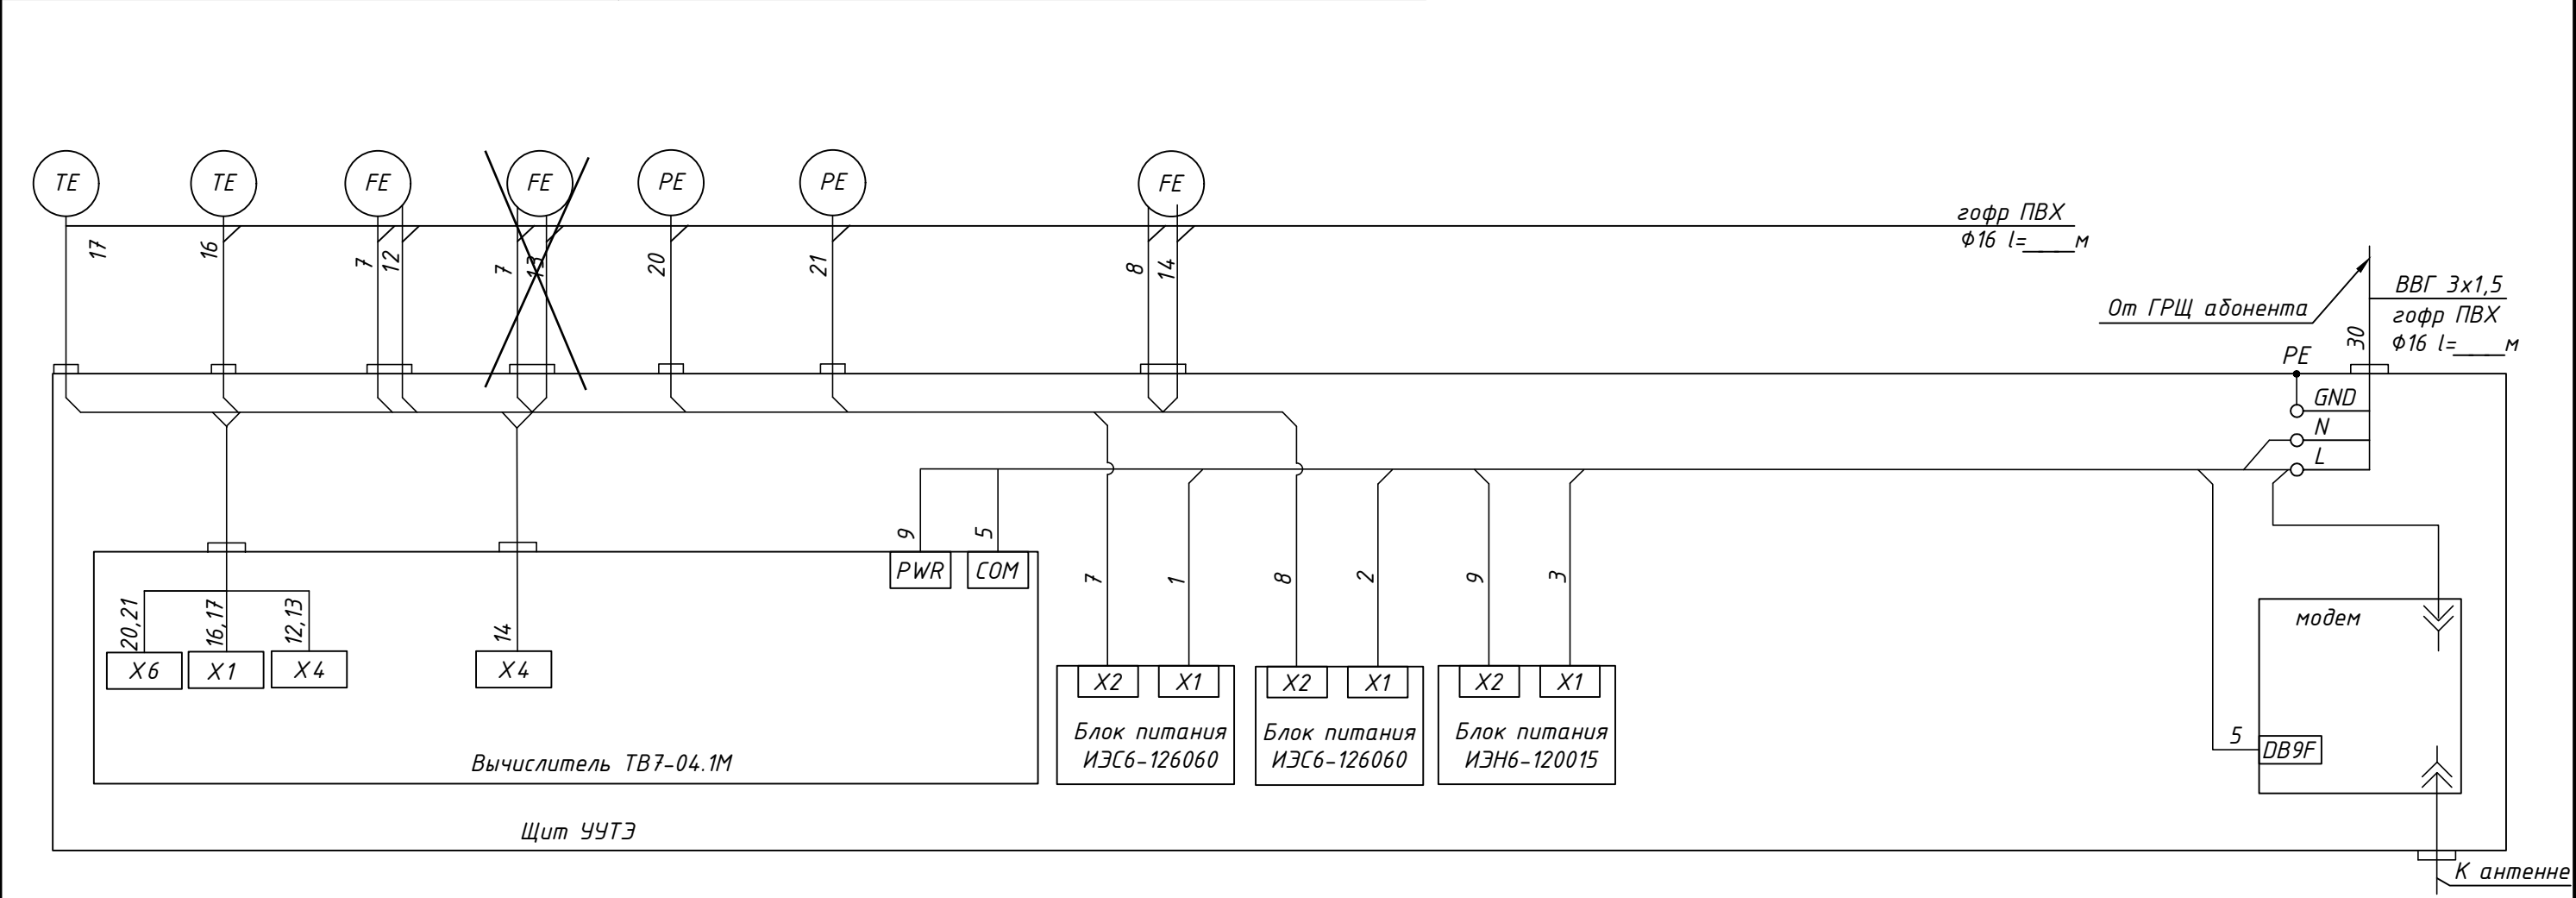 TE
TE
FE
FE
PE
PE
FE
гофр ПВХ
Ф16 l=____м
17
16
7
12
7
13
20
21
8
14
От ГРЩ абонента
ВВГ 3х1,5
гофр ПВХ
Ф16 l=____м
30
PE
GND
N
L
9
5
PWR
COM
7
1
8
2
9
3
20,21
16,17
12,13
14
X6
X1
X4
X4
X2
X1
X2
X1
X2
X1
Блок питания
ИЭС6-126060
Блок питания
ИЭС6-126060
Блок питания
ИЭН6-120015
модем
5
DB9F
Вычислитель ТВ7-04.1М
Щит УУТЭ
К антенне